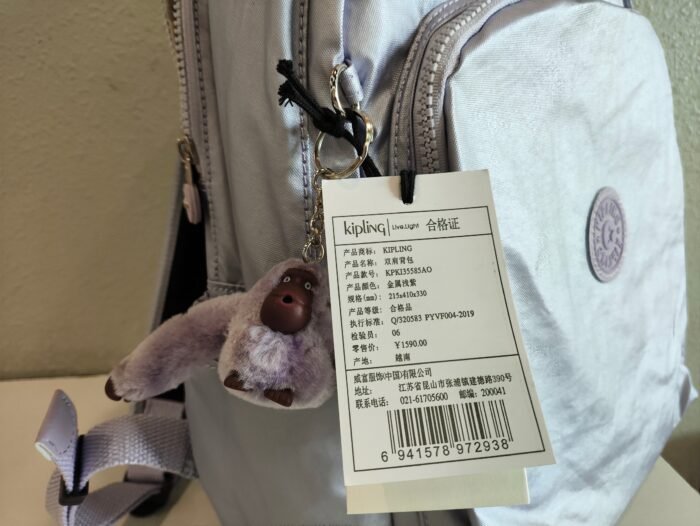 kipling Live.Light 合格证
产品商标: KIPLING
产品名称: 双肩背包
产品款号: KPKI35585AO
产品颜色: 金属浅紫
规格(mm): 215x410x330
产品等级: 合格品
执行标准: Q/320583 PYVF004-2019
检验员: 06
零售价: ¥1590.00
产地: 越南
威富服饰(中国)有限公司
地址: 江苏省昆山市张浦镇建德路390号
联系电话: 021-61705600 邮编: 200041
6 941578 972938
KIPLING